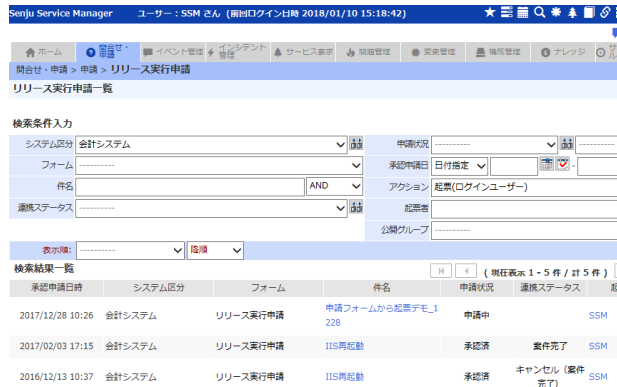 Senju Service Manager ユーザー：SSM さん（前回ログイン日時 2018/01/10 15:18:42）
ホーム 問合せ・申請 イベント管理 インシデント管理 サービス要求 問題管理 変更管理 構成管理 ナレッジ
問合せ・申請 > 申請 > リリース実行申請
リリース実行申請一覧
検索条件入力
システム区分 会計システム 申請状況 ---------- ----------
フォーム ---------- 承認申請日 日付指定 -
件名 AND アクション 起票(ログインユーザー)
連携ステータス ---------- 起票者
公開グループ ----------
表示順: ---------- 降順
検索結果一覧 ( 現在表示 1 - 5 件 / 計 5 件 )
承認申請日時 システム区分 フォーム 件名 申請状況 連携ステータス
2017/12/28 10:26 会計システム リリース実行申請 申請フォームから起票デモ_1228 申請中 SSM
2017/02/03 17:15 会計システム リリース実行申請 IIS再起動 承認済 案件完了 SSM
2016/12/13 10:37 会計システム リリース実行申請 IIS再起動 承認済 キャンセル（案件完了） SSM